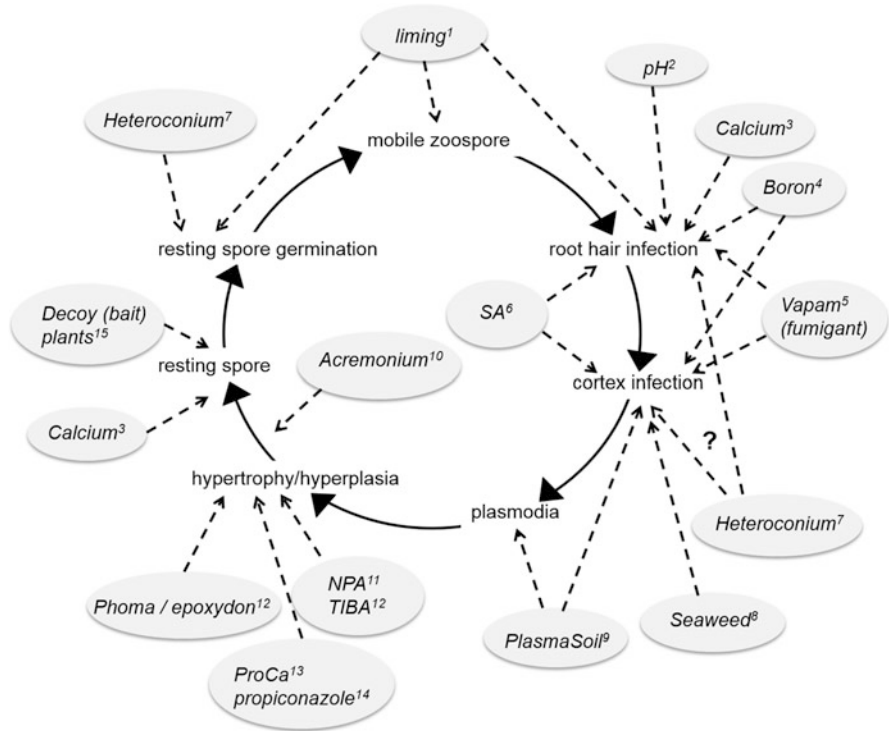 liming¹
pH²
Heteroconium⁷
Calcium³
mobile zoospore
Boron⁴
resting spore germination
root hair infection
Decoy (bait)
plants¹⁵
SA⁶
Vapam⁵
(fumigant)
resting spore
Acremonium¹⁰
cortex infection
Calcium³
?
hypertrophy/hyperplasia
plasmodia
Heteroconium⁷
Phoma / epoxydon¹²
NPA¹¹
TIBA¹²
Seaweed⁸
PlasmaSoil⁹
ProCa¹³
propiconazole¹⁴